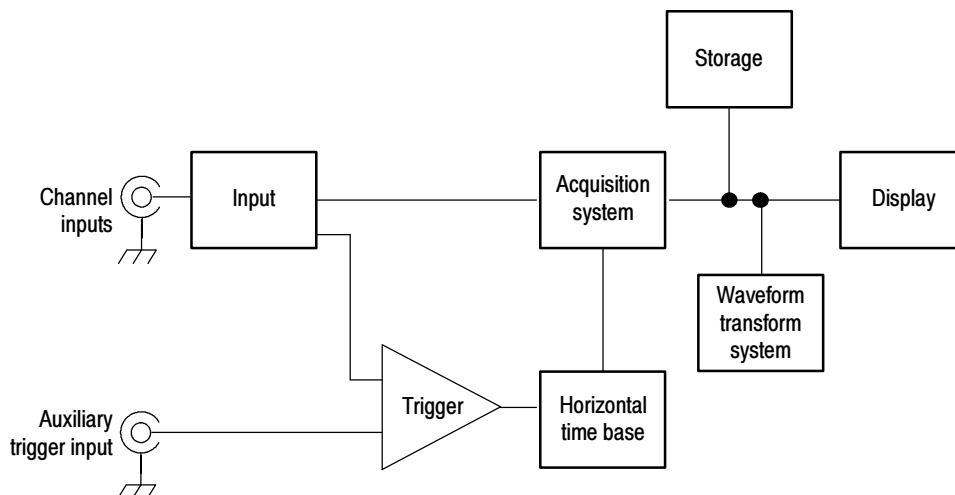 Storage
Channel
inputs
Input
Acquisition
system
Display
Waveform
transform
system
Auxiliary
trigger input
Trigger
Horizontal
time base